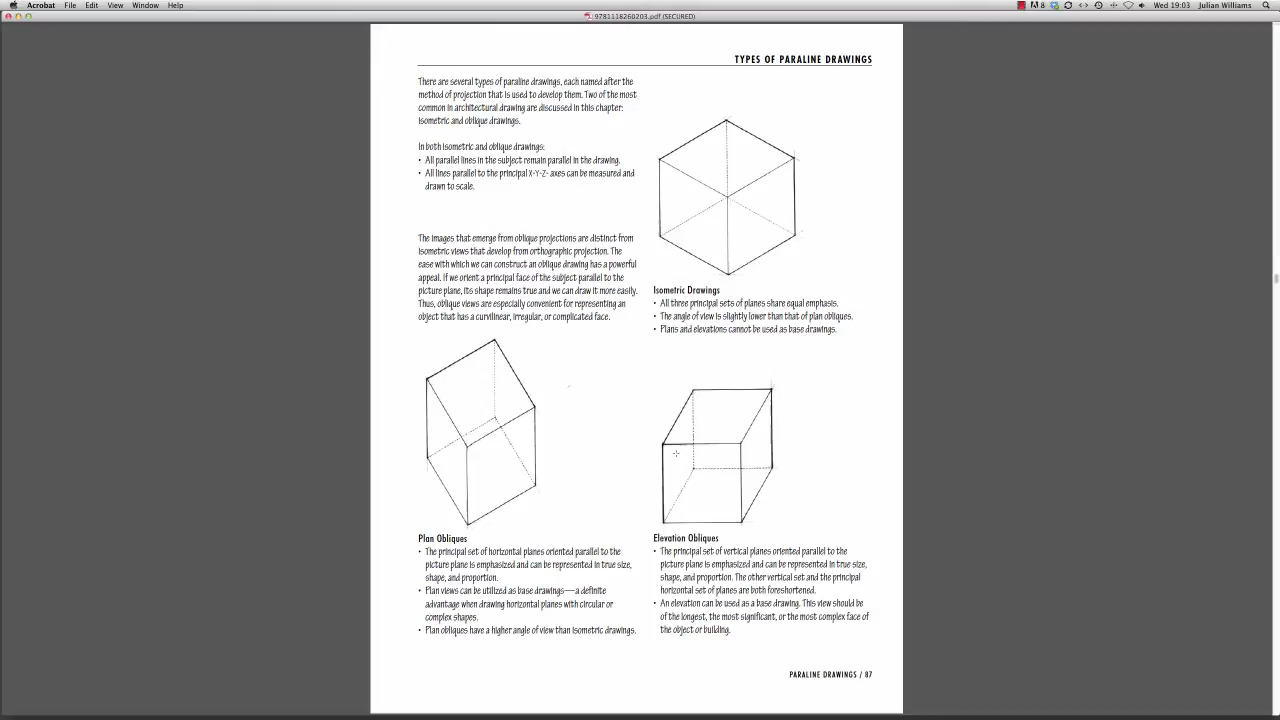 Acrobat File Edit View Window Help
8 Wed 19:03 Julian Williams
9781118260203.pdf (SECURED)
TYPES OF PARALINE DRAWINGS
There are several types of paraline drawings, each named after the
method of projection that is used to develop them. Two of the most
common in architectural drawing are discussed in this chapter:
isometric and oblique drawings.
In both isometric and oblique drawings:
• All parallel lines in the subject remain parallel in the drawing.
• All lines parallel to the principal X-Y-Z- axes can be measured and
drawn to scale.
The images that emerge from oblique projections are distinct from
isometric views that develop from orthographic projection. The
ease with which we can construct an oblique drawing has a powerful
appeal. If we orient a principal face of the subject parallel to the
picture plane, its shape remains true and we can draw it more easily.
Thus, oblique views are especially convenient for representing an
object that has a curvilinear, irregular, or complicated face.
Isometric Drawings
• All three principal sets of planes share equal emphasis.
• The angle of view is slightly lower than that of plan obliques.
• Plans and elevations cannot be used as base drawings.
Plan Obliques
• The principal set of horizontal planes oriented parallel to the
picture plane is emphasized and can be represented in true size,
shape, and proportion.
• Plan views can be utilized as base drawings—a definite
advantage when drawing horizontal planes with circular or
complex shapes.
• Plan obliques have a higher angle of view than isometric drawings.
Elevation Obliques
• The principal set of vertical planes oriented parallel to the
picture plane is emphasized and can be represented in true size,
shape, and proportion. The other vertical set and the principal
horizontal set of planes are both foreshortened.
• An elevation can be used as a base drawing. This view should be
of the longest, the most significant, or the most complex face of
the object or building.
PARALINE DRAWINGS / 87